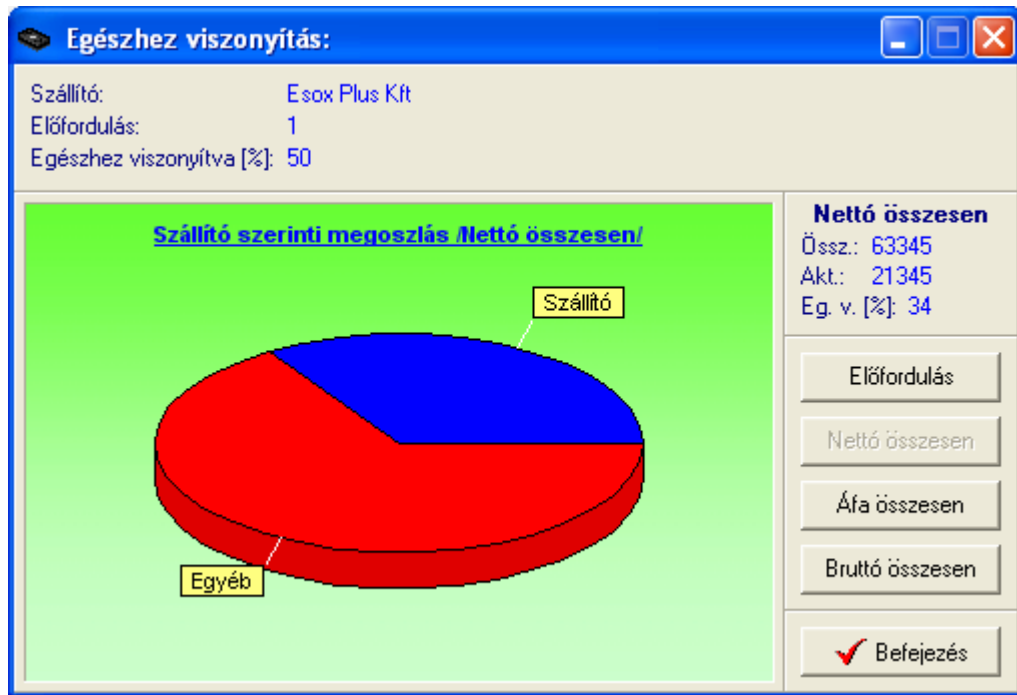 Egészhez viszonyítás:
Szállító: Esox Plus Kft
Előfordulás: 1
Egészhez viszonyítva [%]: 50
Szállító szerinti megoszlás /Nettó összesen/
Szállító
Egyéb
Nettó összesen
Össz.: 63345
Akt.: 21345
Eg. v. [%]: 34
Előfordulás
Nettó összesen
Áfa összesen
Bruttó összesen
Befejezés